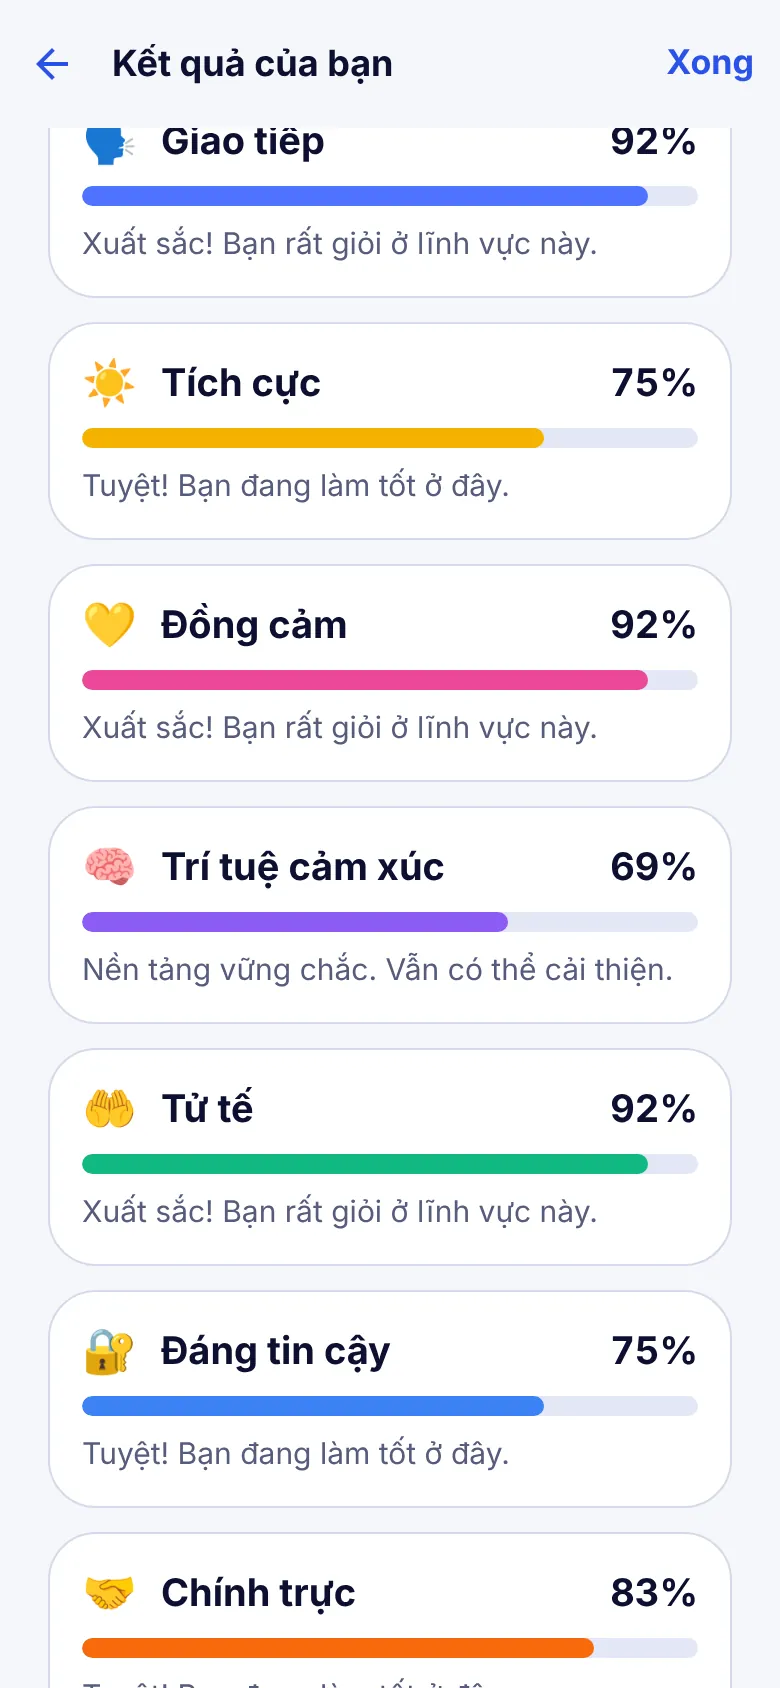 Kết quả của bạn
Xong
Giao tiếp 92%
Xuất sắc! Bạn rất giỏi ở lĩnh vực này.
Tích cực 75%
Tuyệt! Bạn đang làm tốt ở đây.
Đồng cảm 92%
Xuất sắc! Bạn rất giỏi ở lĩnh vực này.
Trí tuệ cảm xúc 69%
Nền tảng vững chắc. Vẫn có thể cải thiện.
Tử tế 92%
Xuất sắc! Bạn rất giỏi ở lĩnh vực này.
Đáng tin cậy 75%
Tuyệt! Bạn đang làm tốt ở đây.
Chính trực 83%